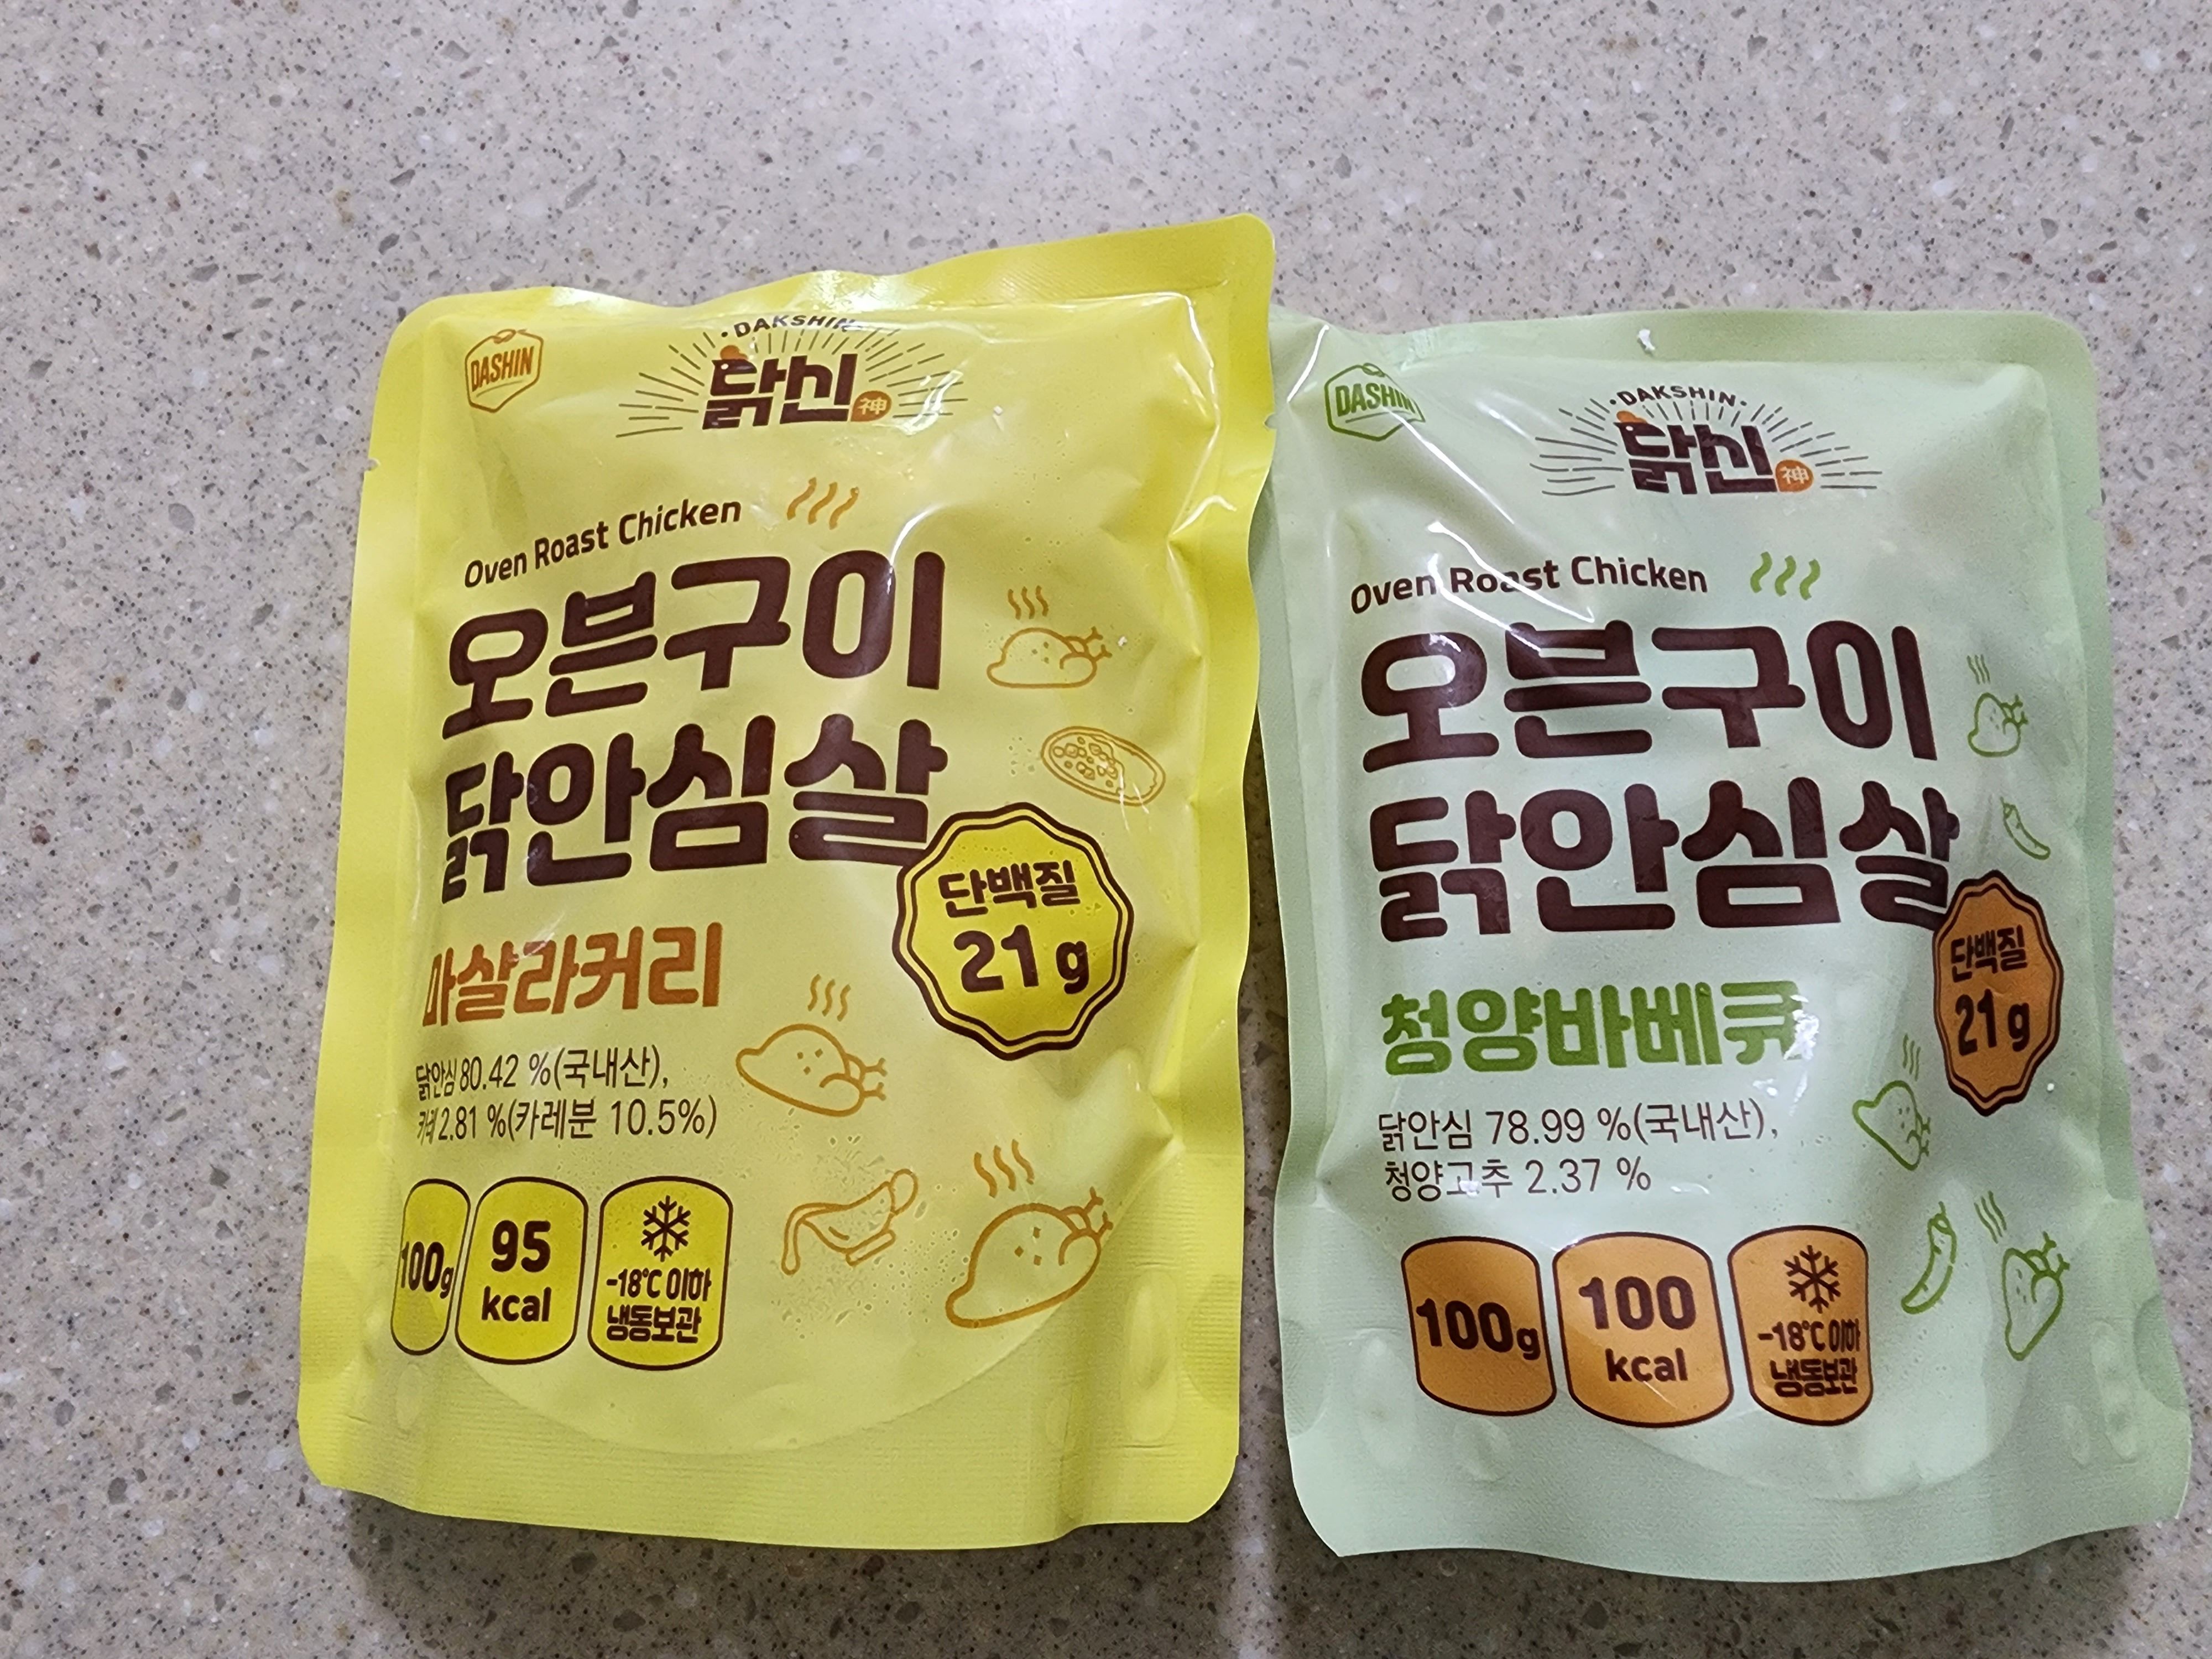 DASHIN
DAKSHIN
닭신 神
Oven Roast Chicken
오븐구이
닭안심살
단백질
21 g
마살라커리
닭안심 80.42 %(국내산),
카레 2.81 %(카레분 10.5%)
100g
95
kcal
-18℃ 이하
냉동보관
DASHIN
DAKSHIN
닭신 神
Oven Roast Chicken
오븐구이
닭안심살
단백질
21 g
청양바베큐
닭안심 78.99 %(국내산),
청양고추 2.37 %
100g
100
kcal
-18℃ 이하
냉동보관